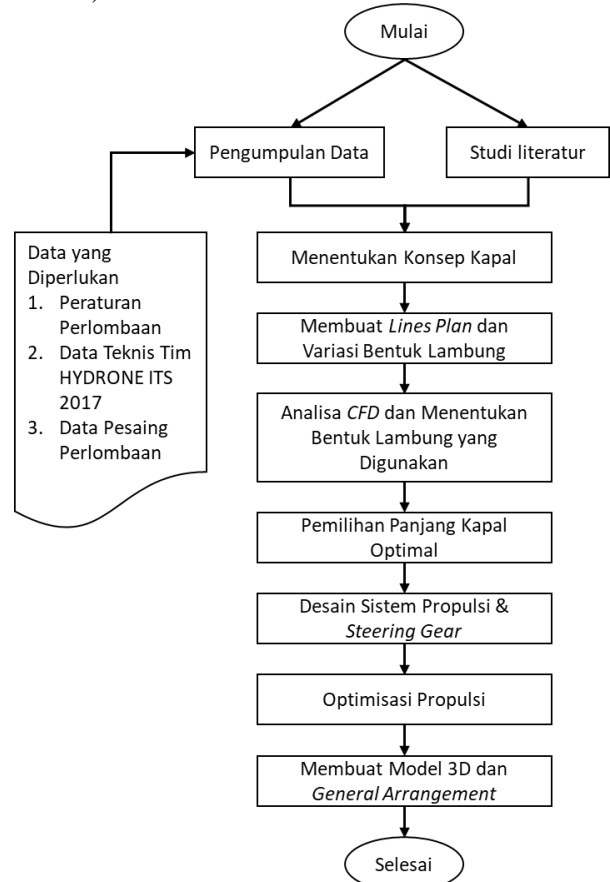 Mulai
Pengumpulan Data
Studi literatur
Data yang
Diperlukan
1. Peraturan
Perlombaan
2. Data Teknis Tim
HYDRONE ITS
2017
3. Data Pesaing
Perlombaan
Menentukan Konsep Kapal
Membuat Lines Plan dan
Variasi Bentuk Lambung
Analisa CFD dan Menentukan
Bentuk Lambung yang
Digunakan
Pemilihan Panjang Kapal
Optimal
Desain Sistem Propulsi &
Steering Gear
Optimisasi Propulsi
Membuat Model 3D dan
General Arrangement
Selesai